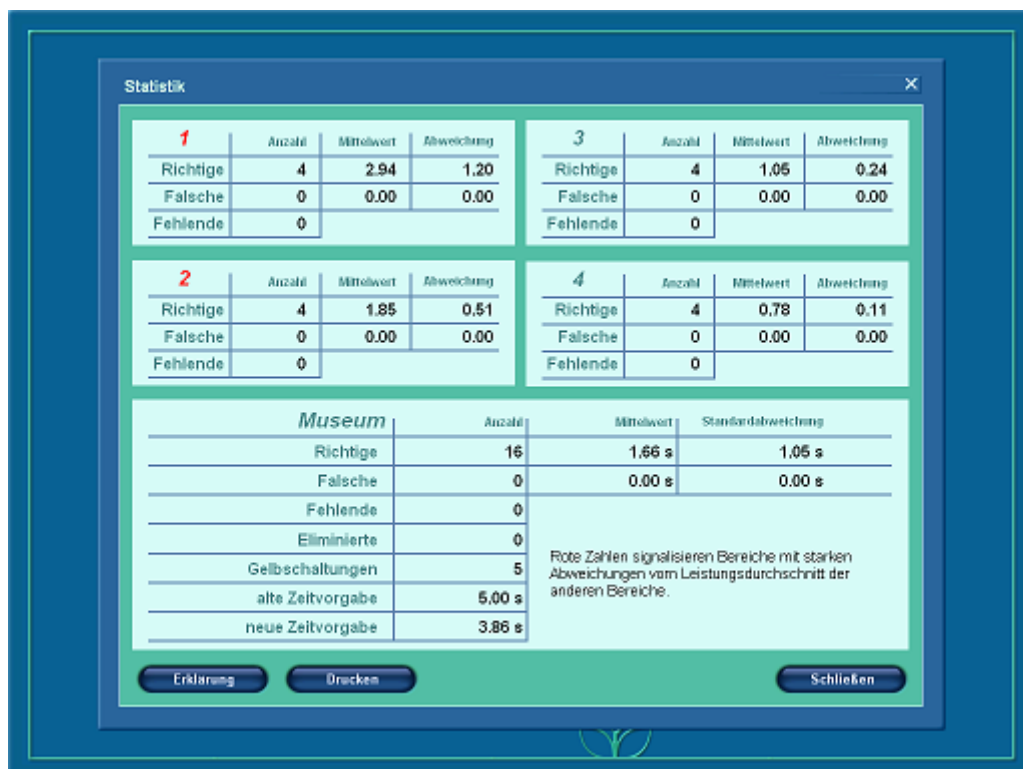 Statistik
1 Anzahl Mittelwert Abweichung
Richtige 4 2.94 1.20
Falsche 0 0.00 0.00
Fehlende 0
3 Anzahl Mittelwert Abweichung
Richtige 4 1.05 0.24
Falsche 0 0.00 0.00
Fehlende 0
2 Anzahl Mittelwert Abweichung
Richtige 4 1.85 0.51
Falsche 0 0.00 0.00
Fehlende 0
4 Anzahl Mittelwert Abweichung
Richtige 4 0.78 0.11
Falsche 0 0.00 0.00
Fehlende 0
Museum Anzahl Mittelwert Standardabweichung
Richtige 16 1.66 s 1.05 s
Falsche 0 0.00 s 0.00 s
Fehlende 0
Eliminierte 0
Gelbschaltungen 5
alte Zeitvorgabe 5.00 s
neue Zeitvorgabe 3.86 s
Rote Zahlen signalisieren Bereiche mit starken
Abweichungen vom Leistungsdurchschnitt der
anderen Bereiche.
Erklärung Drucken Schließen